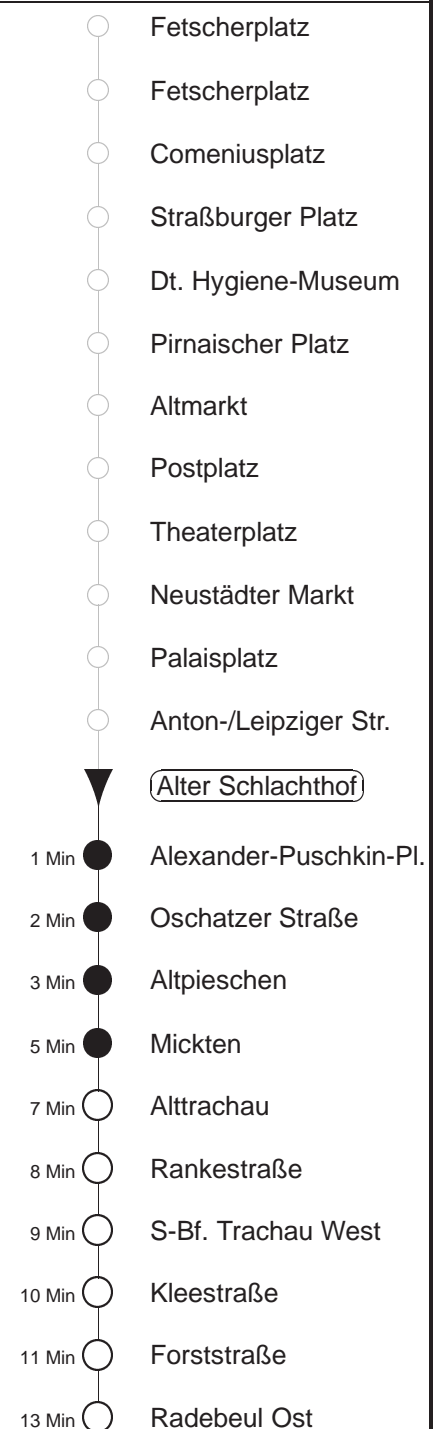 Fetscherplatz
Fetscherplatz
Comeniusplatz
Straßburger Platz
Dt. Hygiene-Museum
Pirnaischer Platz
Altmarkt
Postplatz
Theaterplatz
Neustädter Markt
Palaisplatz
Anton-/Leipziger Str.
Alter Schlachthof
1 Min Alexander-Puschkin-Pl.
2 Min Oschatzer Straße
3 Min Altpieschen
5 Min Mickten
7 Min Alttrachau
8 Min Rankestraße
9 Min S-Bf. Trachau West
10 Min Kleestraße
11 Min Forststraße
13 Min Radebeul Ost